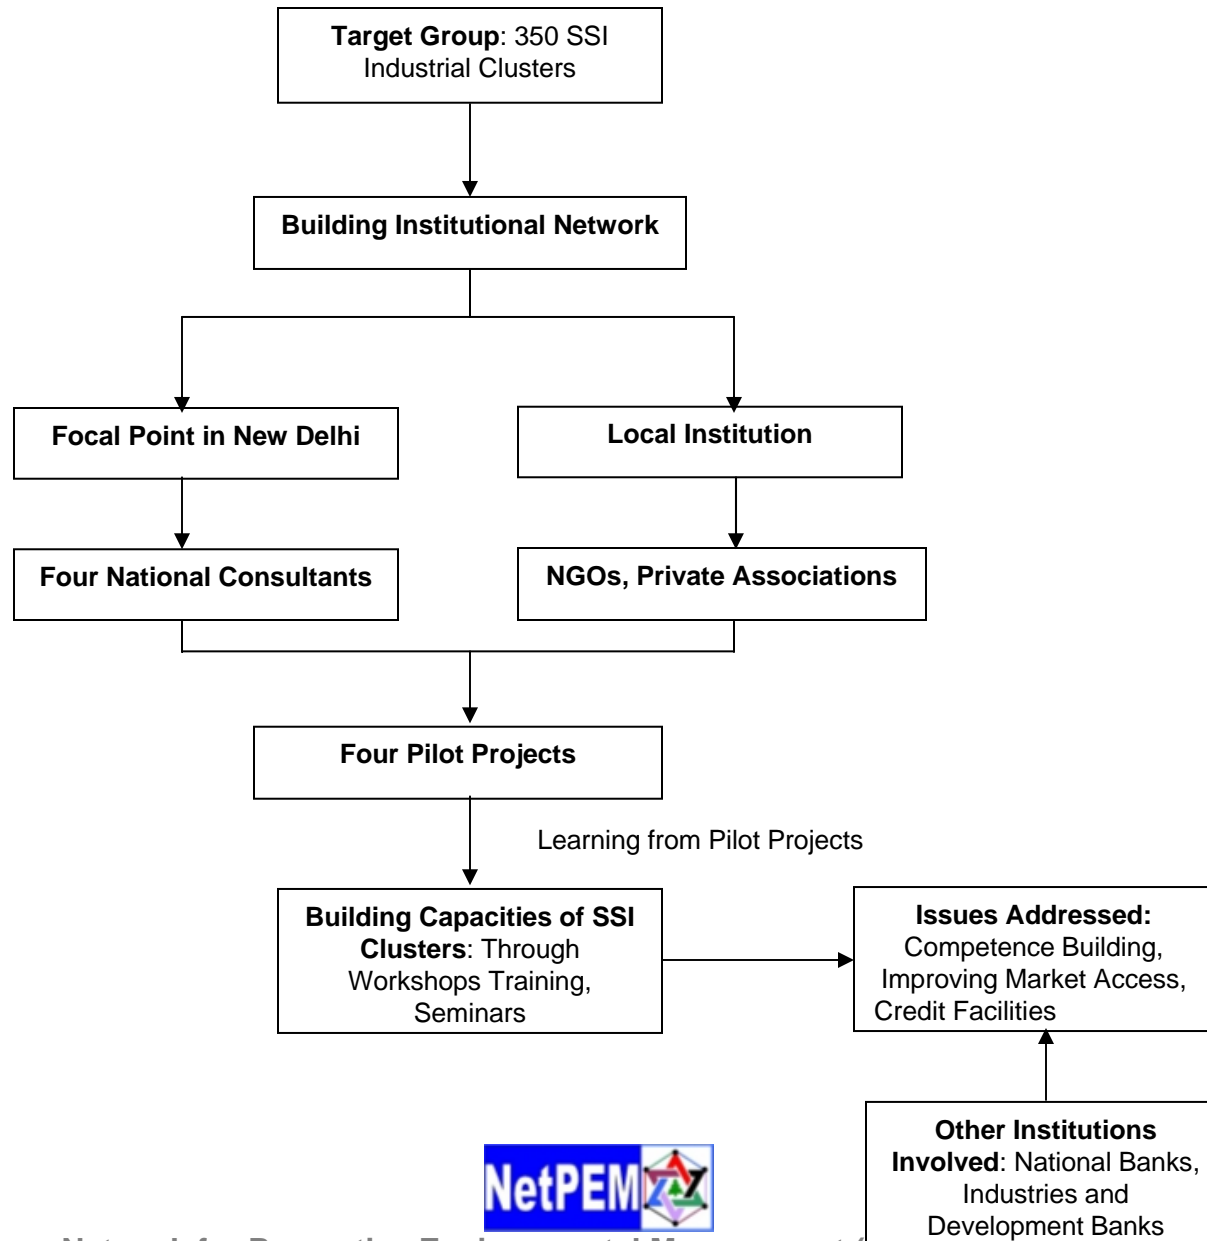 Target Group: 350 SSI
Industrial Clusters
Building Institutional Network
Focal Point in New Delhi
Local Institution
Four National Consultants
NGOs, Private Associations
Four Pilot Projects
Learning from Pilot Projects
Building Capacities of SSI
Clusters: Through
Workshops Training,
Seminars
Issues Addressed:
Competence Building,
Improving Market Access,
Credit Facilities
Other Institutions
Involved: National Banks,
Industries and
Development Banks
NetPEM